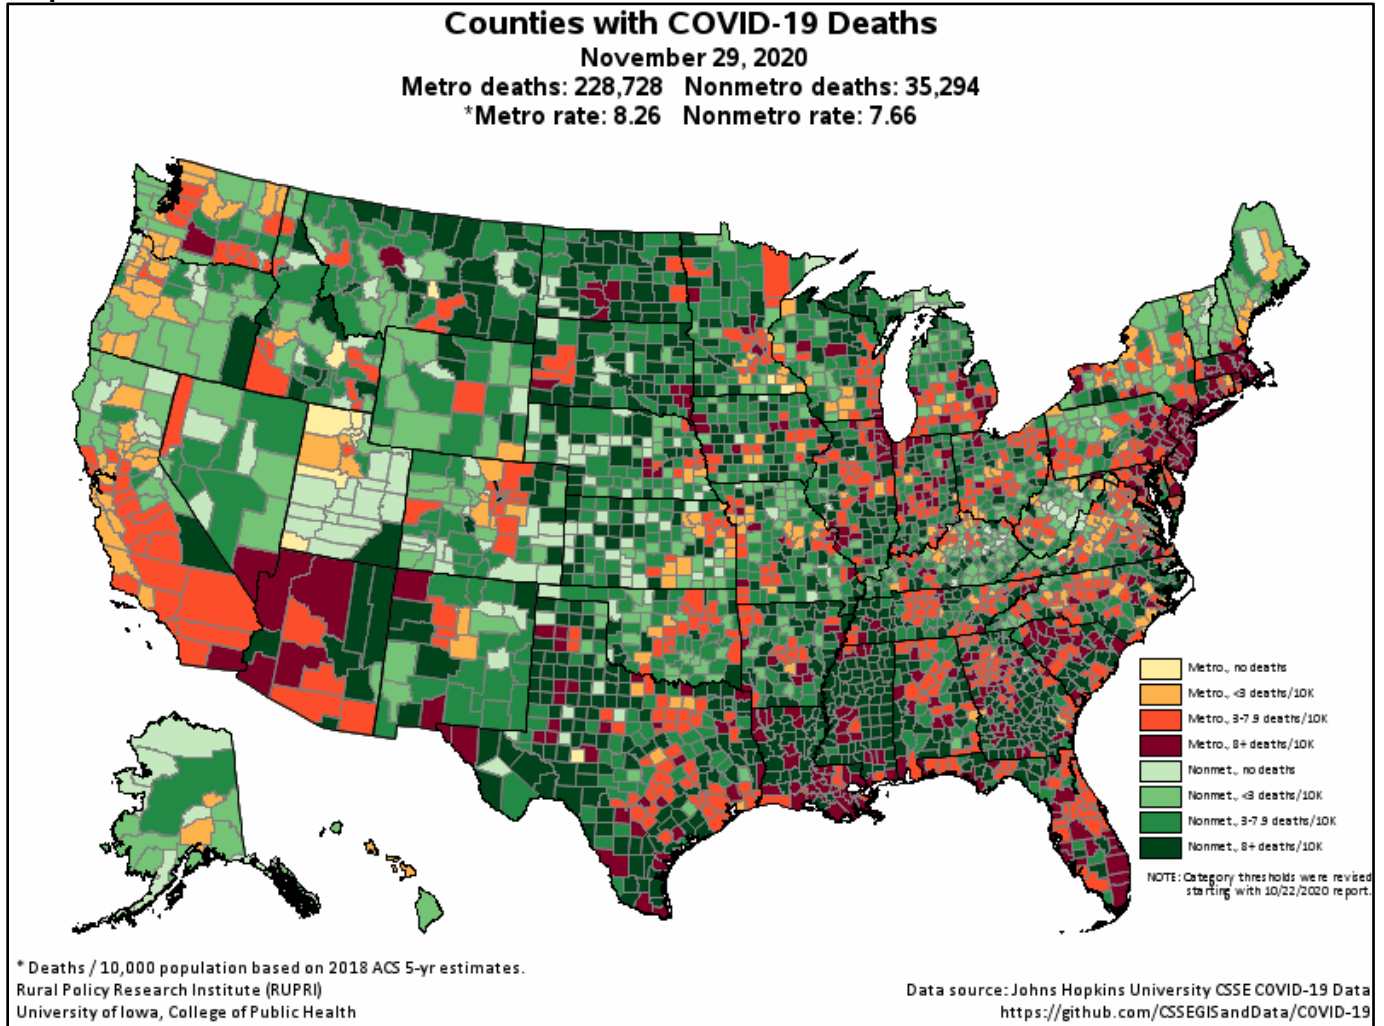 Counties with COVID-19 Deaths
November 29, 2020
Metro deaths: 228,728 Nonmetro deaths: 35,294
*Metro rate: 8.26 Nonmetro rate: 7.66
Metro., no deaths
Metro., <3 deaths/10K
Metro., 3-7.9 deaths/10K
Metro., 8+ deaths/10K
Nonmet., no deaths
Nonmet., <3 deaths/10K
Nonmet., 3-7.9 deaths/10K
Nonmet., 8+ deaths/10K
NOTE: Category thresholds were revised
starting with 10/22/2020 report.
* Deaths / 10,000 population based on 2018 ACS 5-yr estimates.
Rural Policy Research Institute (RUPRI)
University of Iowa, College of Public Health
Data source: Johns Hopkins University CSSE COVID-19 Data
https://github.com/CSSEGISandData/COVID-19